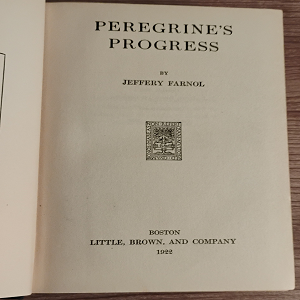 PEREGRINE'S
PROGRESS
BY
JEFFERY FARNOL
BOSTON
LITTLE, BROWN, AND COMPANY
1922